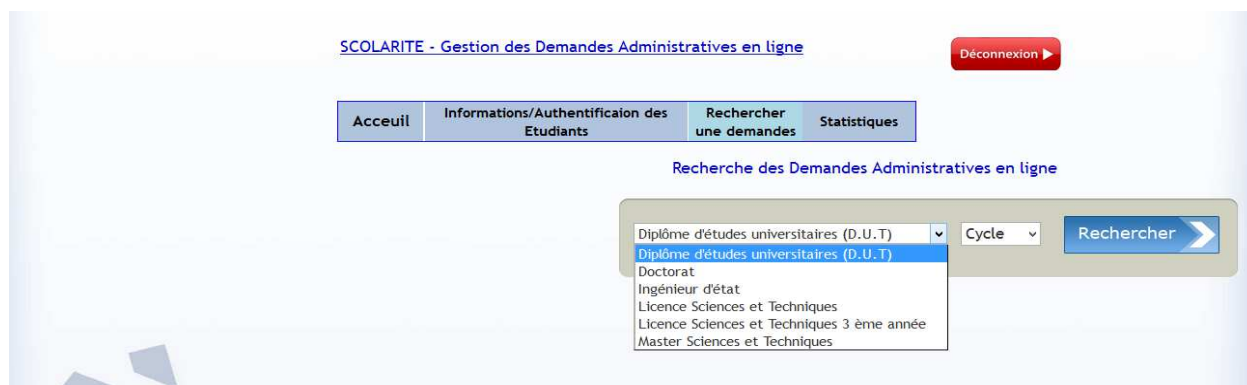 SCOLARITE - Gestion des Demandes Administratives en ligne
Déconnexion
Acceuil
Informations/Authentificaion des
Etudiants
Rechercher
une demandes
Statistiques
Recherche des Demandes Administratives en ligne
Diplôme d'études universitaires (D.U.T)
Cycle
Rechercher
Diplôme d'études universitaires (D.U.T)
Doctorat
Ingénieur d'état
Licence Sciences et Techniques
Licence Sciences et Techniques 3 ème année
Master Sciences et Techniques